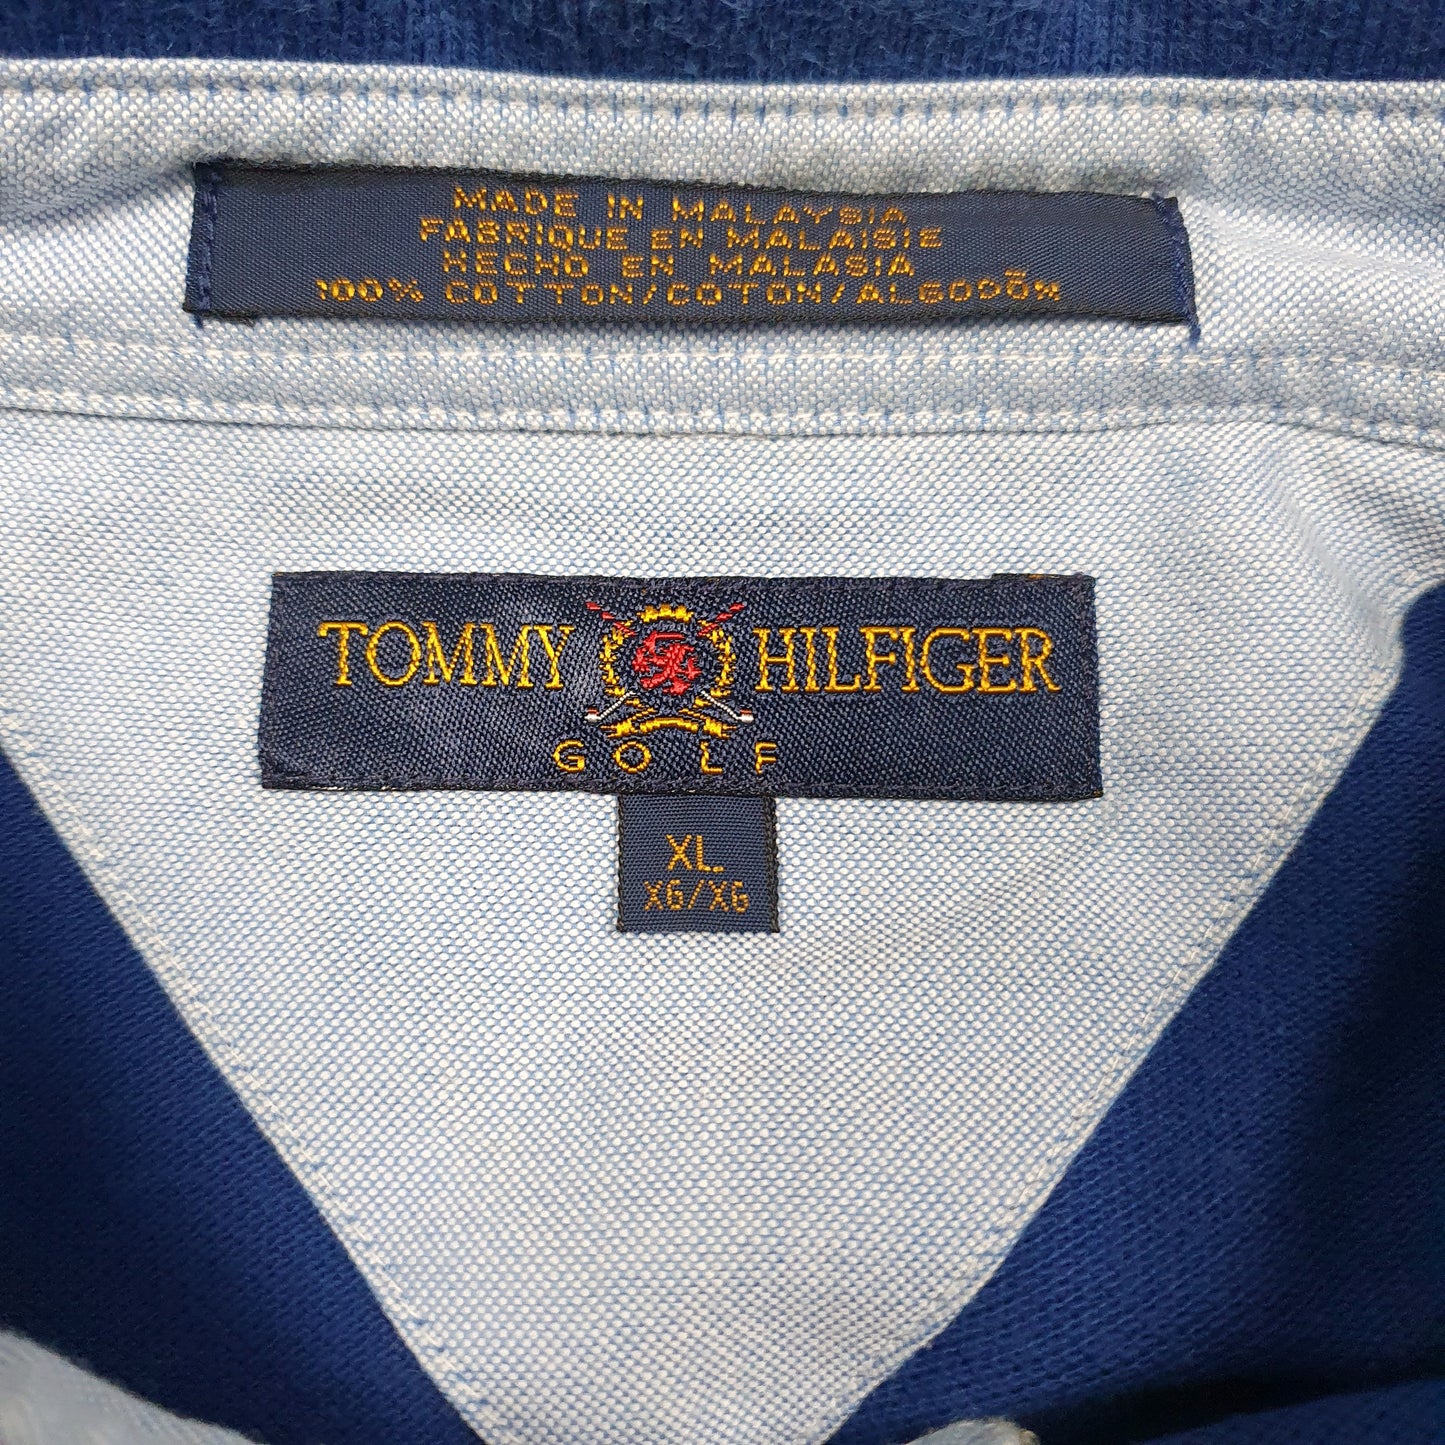 MADE IN MALAYSIA
FABRIQUE EN MALAISIE
HECHO EN MALASIA
100% COTTON/COTON/ALGODÓN
TOMMY HILFIGER
GOLF
XL
XG/XG